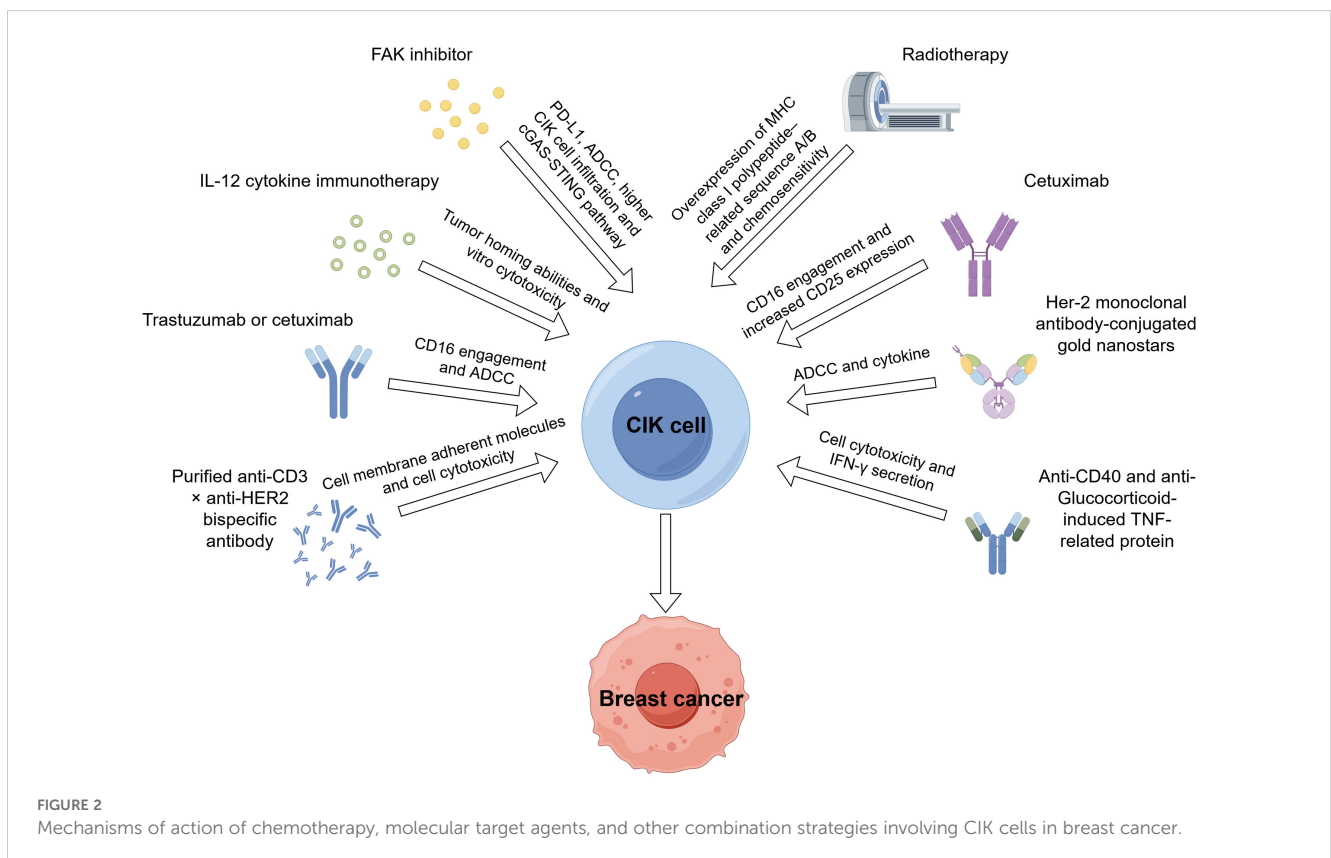 FAK inhibitor
PD-L1, ADCC, higher
CIK cell infiltration and
cGAS-STING pathway
Radiotherapy
Overexpression of MHC
class I polypeptide–
related sequence A/B
and chemosensitivity
IL-12 cytokine immunotherapy
Tumor homing abilities and
vitro cytotoxicity
Cetuximab
CD16 engagement and
increased CD25 expression
Trastuzumab or cetuximab
CD16 engagement
and ADCC
Her-2 monoclonal
antibody-conjugated
gold nanostars
ADCC and cytokine
CIK cell
Purified anti-CD3
× anti-HER2
bispecific
antibody
Cell membrane adherent molecules
and cell cytotoxicity
Cell cytotoxicity and
IFN-γ secretion
Anti-CD40 and anti-
Glucocorticoid-
induced TNF-
related protein
Breast cancer
FIGURE 2
Mechanisms of action of chemotherapy, molecular target agents, and other combination strategies involving CIK cells in breast cancer.